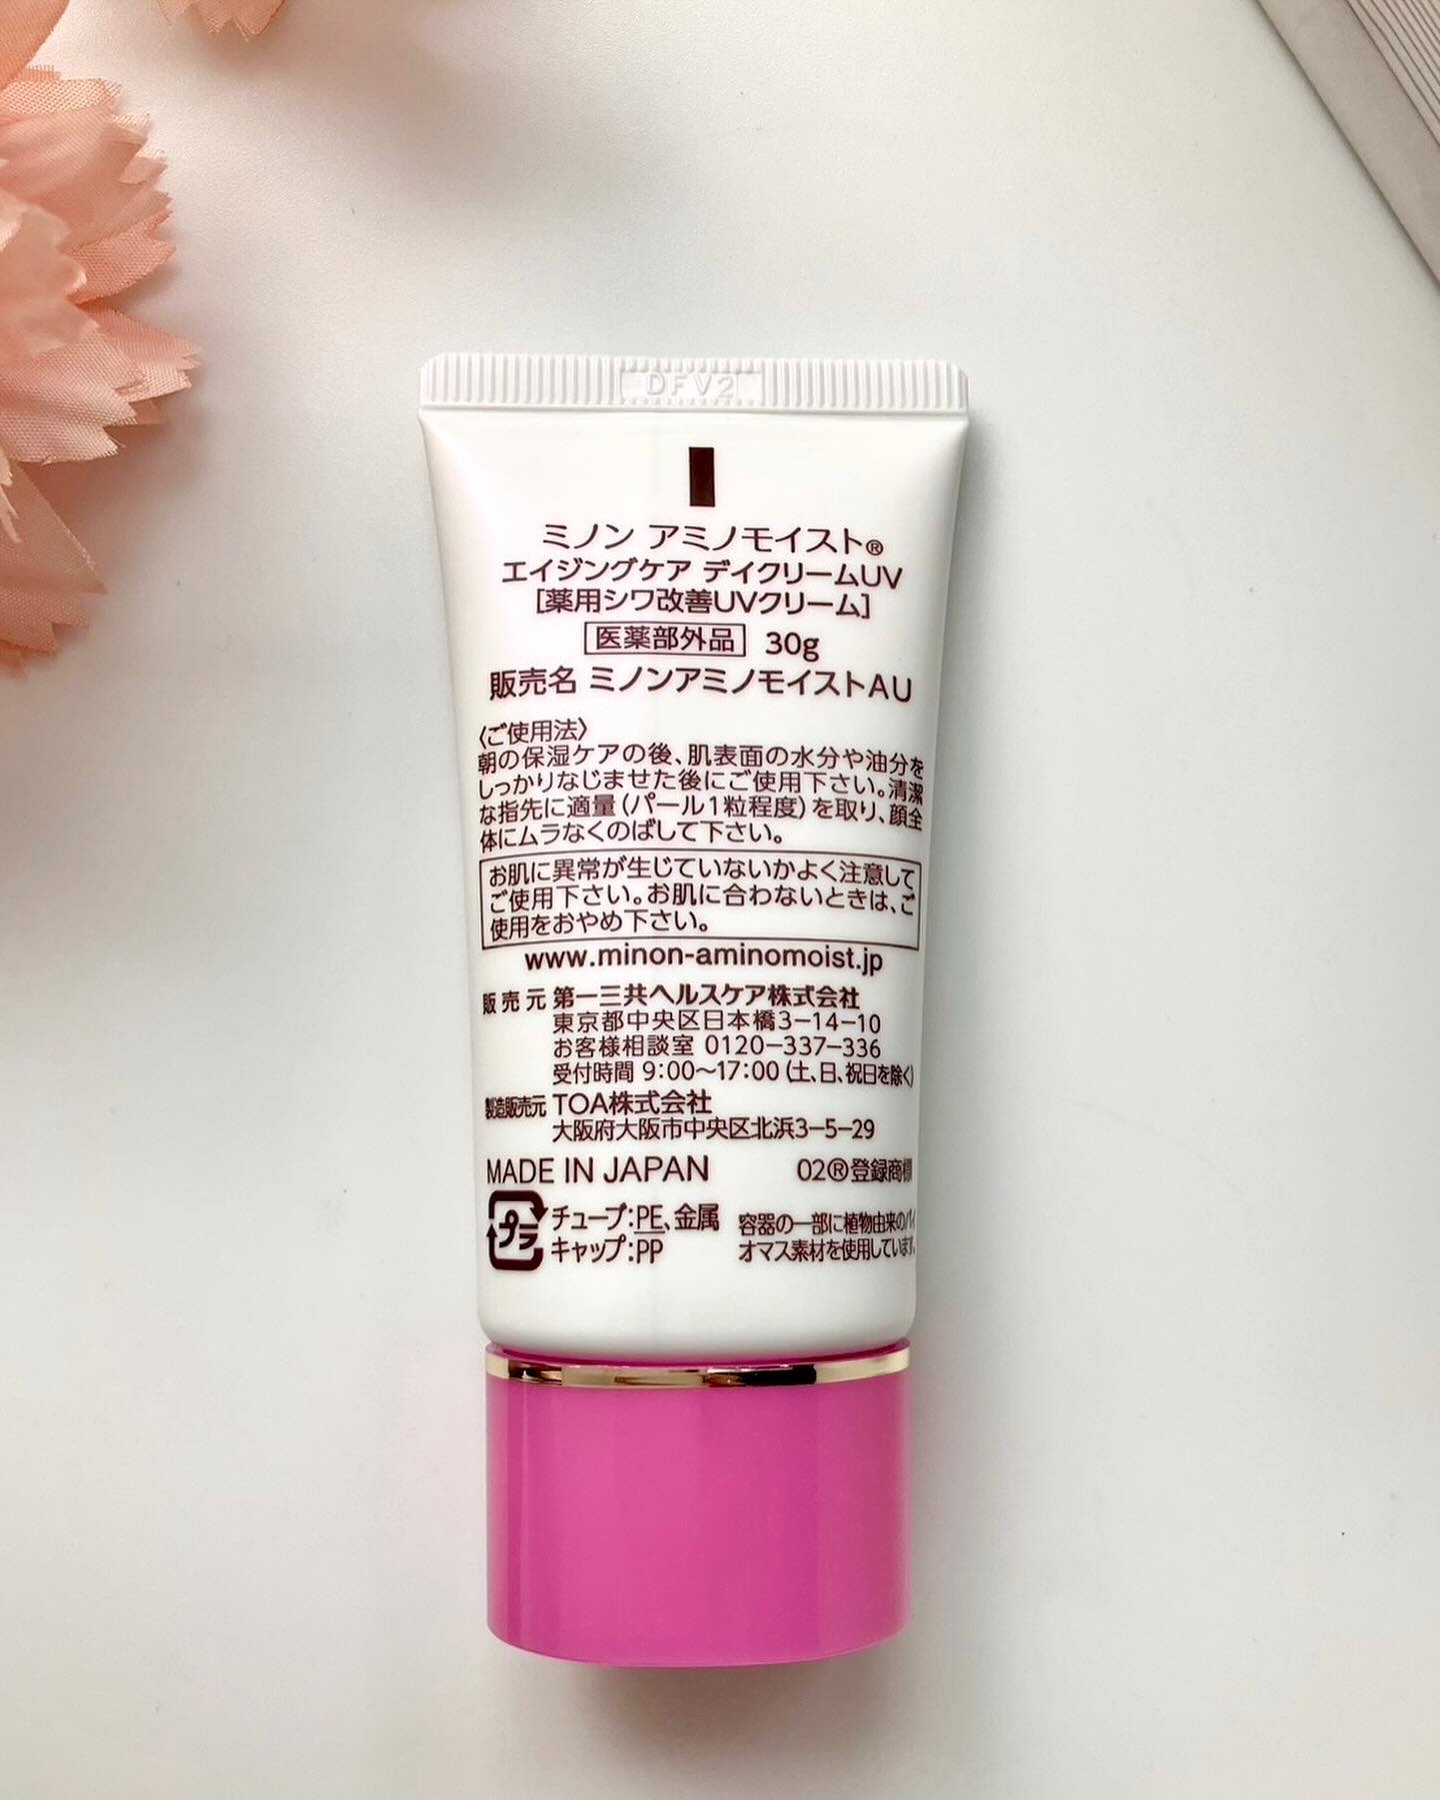 DFV2
ミノン アミノモイスト®
エイジングケア デイクリームUV
[薬用シワ改善UVクリーム]
医薬部外品 30g
販売名 ミノンアミノモイストAU
〈ご使用法〉
朝の保湿ケアの後、肌表面の水分や油分を
しっかりなじませた後にご使用下さい。清潔
な指先に適量(パール1粒程度)を取り、顔全
体にムラなくのばして下さい。
お肌に異常が生じていないかよく注意して
ご使用下さい。お肌に合わないときは、ご
使用をおやめ下さい。
www.minon-aminomoist.jp
販売元 第一三共ヘルスケア株式会社
東京都中央区日本橋3-14-10
お客様相談室 0120-337-336
受付時間 9:00~17:00(土、日、祝日を除く)
製造販売元 TOA株式会社
大阪府大阪市中央区北浜3-5-29
MADE IN JAPAN 02®登録商標
プラ チューブ:PE、金属
キャップ:PP
容器の一部に植物由来のバイ
オマス素材を使用しています。